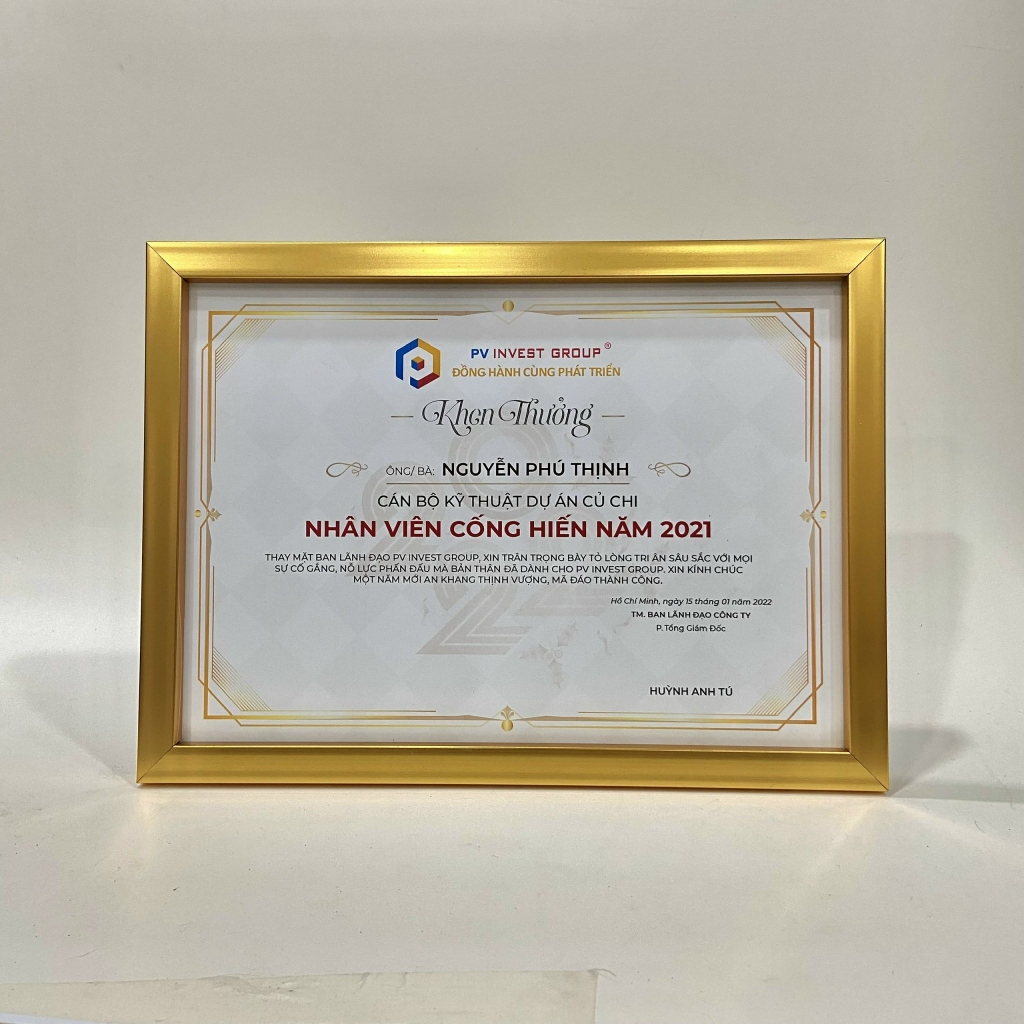 PV INVEST GROUP ®
ĐỒNG HÀNH CÙNG PHÁT TRIỂN
Khen Thưởng
ÔNG/ BÀ: NGUYỄN PHÚ THỊNH
CÁN BỘ KỸ THUẬT DỰ ÁN CỦ CHI
NHÂN VIÊN CỐNG HIẾN NĂM 2021
THAY MẶT BAN LÃNH ĐẠO PV INVEST GROUP, XIN TRÂN TRỌNG BÀY TỎ LÒNG TRI ÂN SÂU SẮC VỚI MỌI
SỰ CỐ GẮNG, NỖ LỰC PHẤN ĐẤU MÀ BẢN THÂN ĐÃ DÀNH CHO PV INVEST GROUP. XIN KÍNH CHÚC
MỘT NĂM MỚI AN KHANG THỊNH VƯỢNG, MÃ ĐÁO THÀNH CÔNG.
Hồ Chí Minh, ngày 15 tháng 01 năm 2022
TM. BAN LÃNH ĐẠO CÔNG TY
P. Tổng Giám Đốc
HUỲNH ANH TÚ